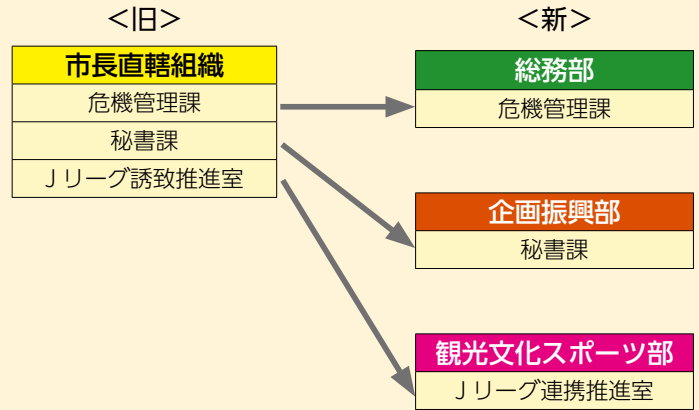 ＜旧＞
市長直轄組織
危機管理課
秘書課
Ｊリーグ誘致推進室
＜新＞
総務部
危機管理課
企画振興部
秘書課
観光文化スポーツ部
Ｊリーグ連携推進室